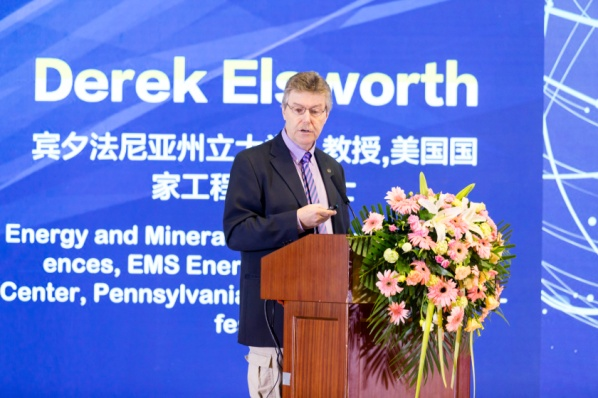 Derek Elsworth
宾夕法尼亚州立大 教授,美国国
家工程 士
Energy and Minera
ences, EMS Ener
Center, Pennsylvania
fe